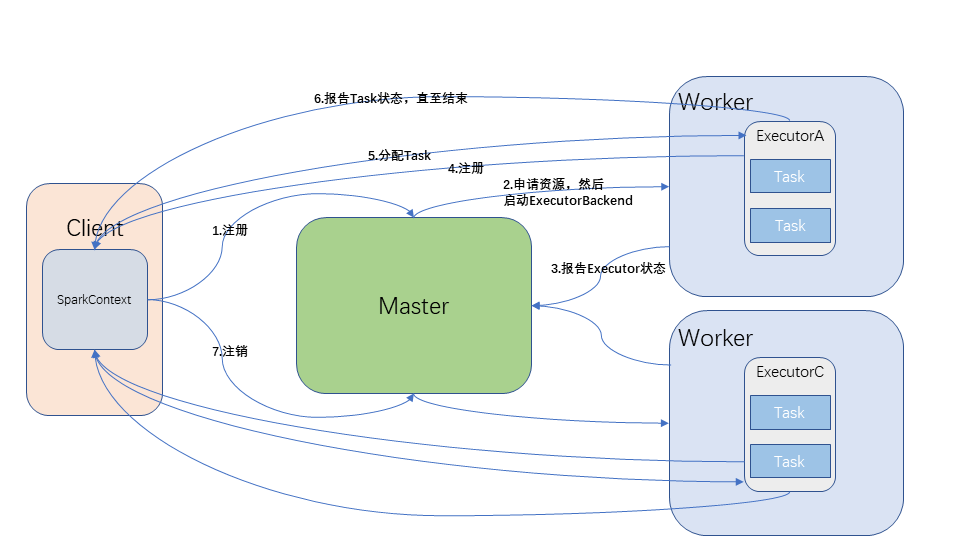 6.报告Task状态，直至结束
Worker
ExecutorA
5.分配Task
4.注册
Task
2.申请资源，然后
启动ExecutorBackend
Task
Client
1.注册
SparkContext
3.报告Executor状态
Master
Worker
7.注销
ExecutorC
Task
Task